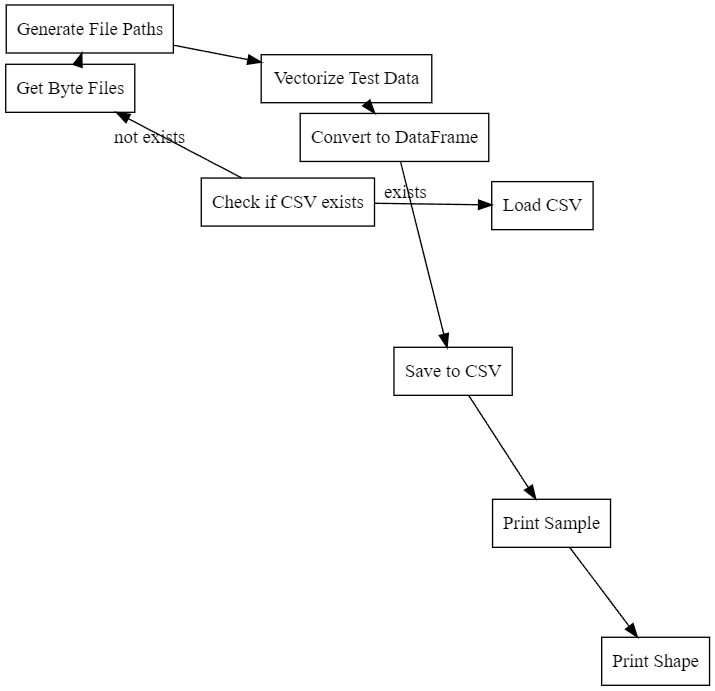 Generate File Paths
Vectorize Test Data
Get Byte Files
not exists
Convert to DataFrame
Check if CSV exists
exists
Load CSV
Save to CSV
Print Sample
Print Shape